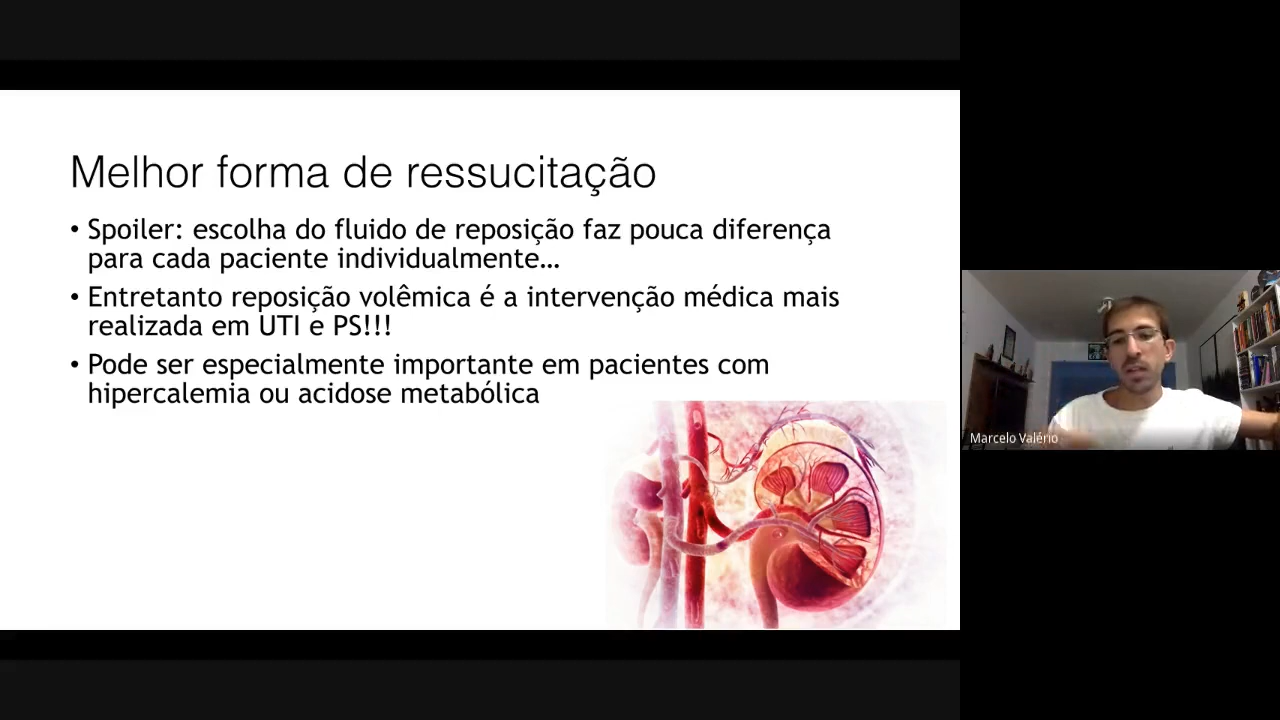 Melhor forma de ressucitação
• Spoiler: escolha do fluido de reposição faz pouca diferença
para cada paciente individualmente…
• Entretanto reposição volêmica é a intervenção médica mais
realizada em UTI e PS!!!
• Pode ser especialmente importante em pacientes com
hipercalemia ou acidose metabólica
Marcelo Valério